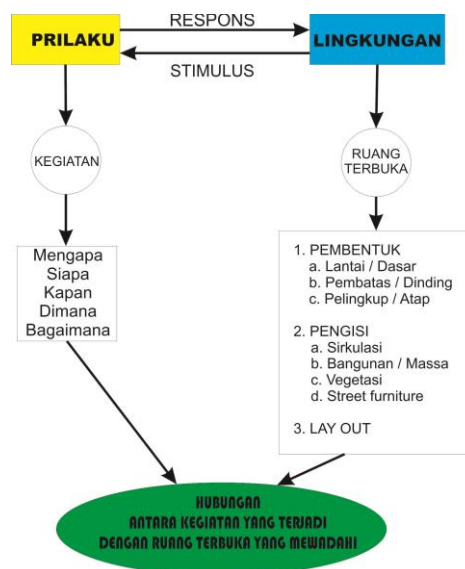 RESPONS
PRILAKU
LINGKUNGAN
STIMULUS
KEGIATAN
RUANG
TERBUKA
Mengapa
Siapa
Kapan
Dimana
Bagaimana
1. PEMBENTUK
a. Lantai / Dasar
b. Pembatas / Dinding
c. Pelingkup / Atap
2. PENGISI
a. Sirkulasi
b. Bangunan / Massa
c. Vegetasi
d. Street furniture
3. LAY OUT
HUBUNGAN
ANTARA KEGIATAN YANG TERJADI
DENGAN RUANG TERBUKA YANG MEWADAHI